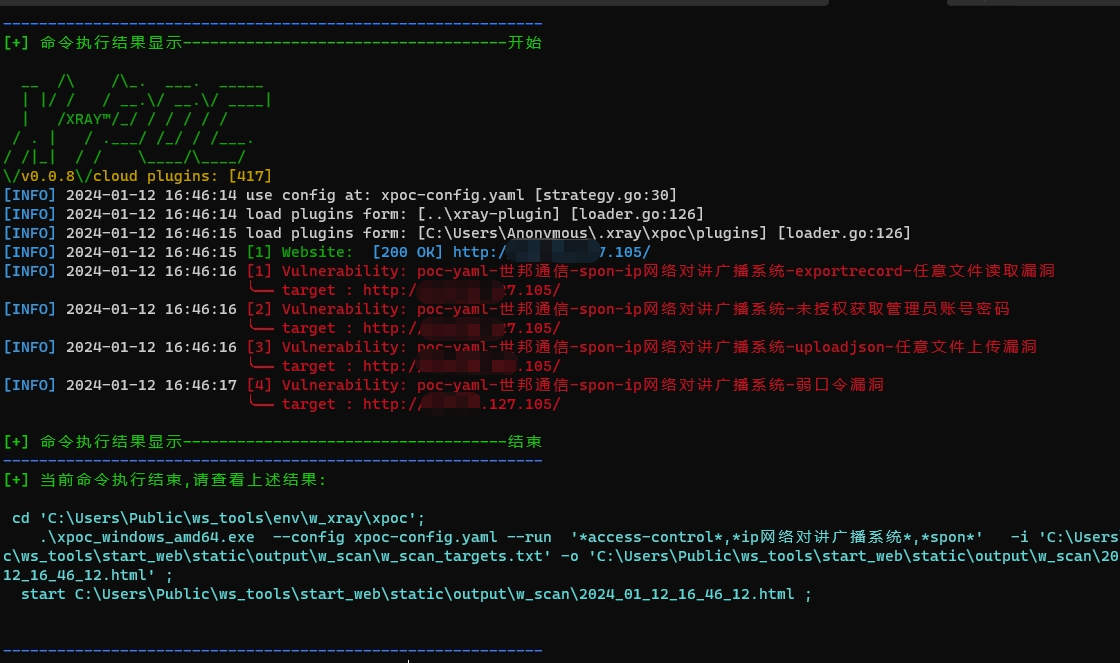 ------------------------------------------------------------
[+] 命令执行结果显示------------------------------------开始
  __  /\    /\_.  ___.  _____
  | |/ /   / __.\/ __.\/ ____|
  |   /XRAY™/_/ / / / / /
 / . |   / .___/ /_/ / /___.
/ /|_|  / /    \____/\____/
\/v0.0.8\/cloud plugins: [417]
[INFO] 2024-01-12 16:46:14 use config at: xpoc-config.yaml [strategy.go:30]
[INFO] 2024-01-12 16:46:14 load plugins form: [..\xray-plugin] [loader.go:126]
[INFO] 2024-01-12 16:46:15 load plugins form: [C:\Users\Anonymous\.xray\xpoc\plugins] [loader.go:126]
[INFO] 2024-01-12 16:46:15 [1] Website:  [200 OK] http:/7.105/
[INFO] 2024-01-12 16:46:16 [1] Vulnerability: poc-yaml-世邦通信-spon-ip网络对讲广播系统-exportrecord-任意文件读取漏洞
└── target : http:/27.105/
[INFO] 2024-01-12 16:46:16 [2] Vulnerability: poc-yaml-世邦通信-spon-ip网络对讲广播系统-未授权获取管理员账号密码
└── target : http://27.105/
[INFO] 2024-01-12 16:46:16 [3] Vulnerability: poc-yaml-世邦通信-spon-ip网络对讲广播系统-uploadjson-任意文件上传漏洞
└── target : http://.105/
[INFO] 2024-01-12 16:46:17 [4] Vulnerability: poc-yaml-世邦通信-spon-ip网络对讲广播系统-弱口令漏洞
└── target : http://.127.105/
[+] 命令执行结果显示------------------------------------结束
------------------------------------------------------------
[+] 当前命令执行结束,请查看上述结果:
cd 'C:\Users\Public\ws_tools\env\w_xray\xpoc';
.\xpoc_windows_amd64.exe  --config xpoc-config.yaml --run  '*access-control*,*ip网络对讲广播系统*,*spon*'   -i 'C:\Users
c\ws_tools\start_web\static\output\w_scan\w_scan_targets.txt' -o 'C:\Users\Public\ws_tools\start_web\static\output\w_scan\20
12_16_46_12.html' ;
start C:\Users\Public\ws_tools\start_web\static\output\w_scan\2024_01_12_16_46_12.html ;
------------------------------------------------------------